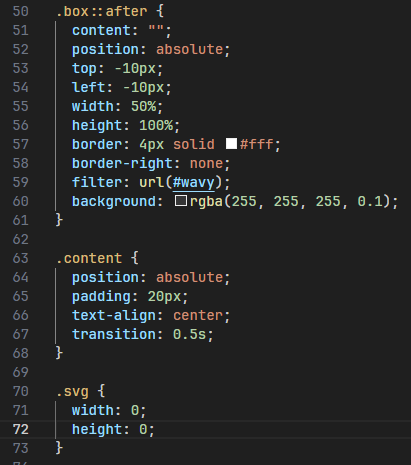 50 .box::after {
51 content: "";
52 position: absolute;
53 top: -10px;
54 left: -10px;
55 width: 50%;
56 height: 100%;
57 border: 4px solid #fff;
58 border-right: none;
59 filter: url(#wavy);
60 background: rgba(255, 255, 255, 0.1);
61 }
62
63 .content {
64 position: absolute;
65 padding: 20px;
66 text-align: center;
67 transition: 0.5s;
68 }
69
70 .svg {
71 width: 0;
72 height: 0;
73 }